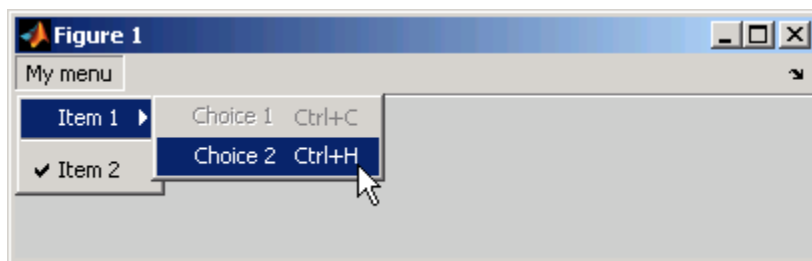 Figure 1
My menu
Item 1
Choice 1 Ctrl+C
Choice 2 Ctrl+H
Item 2